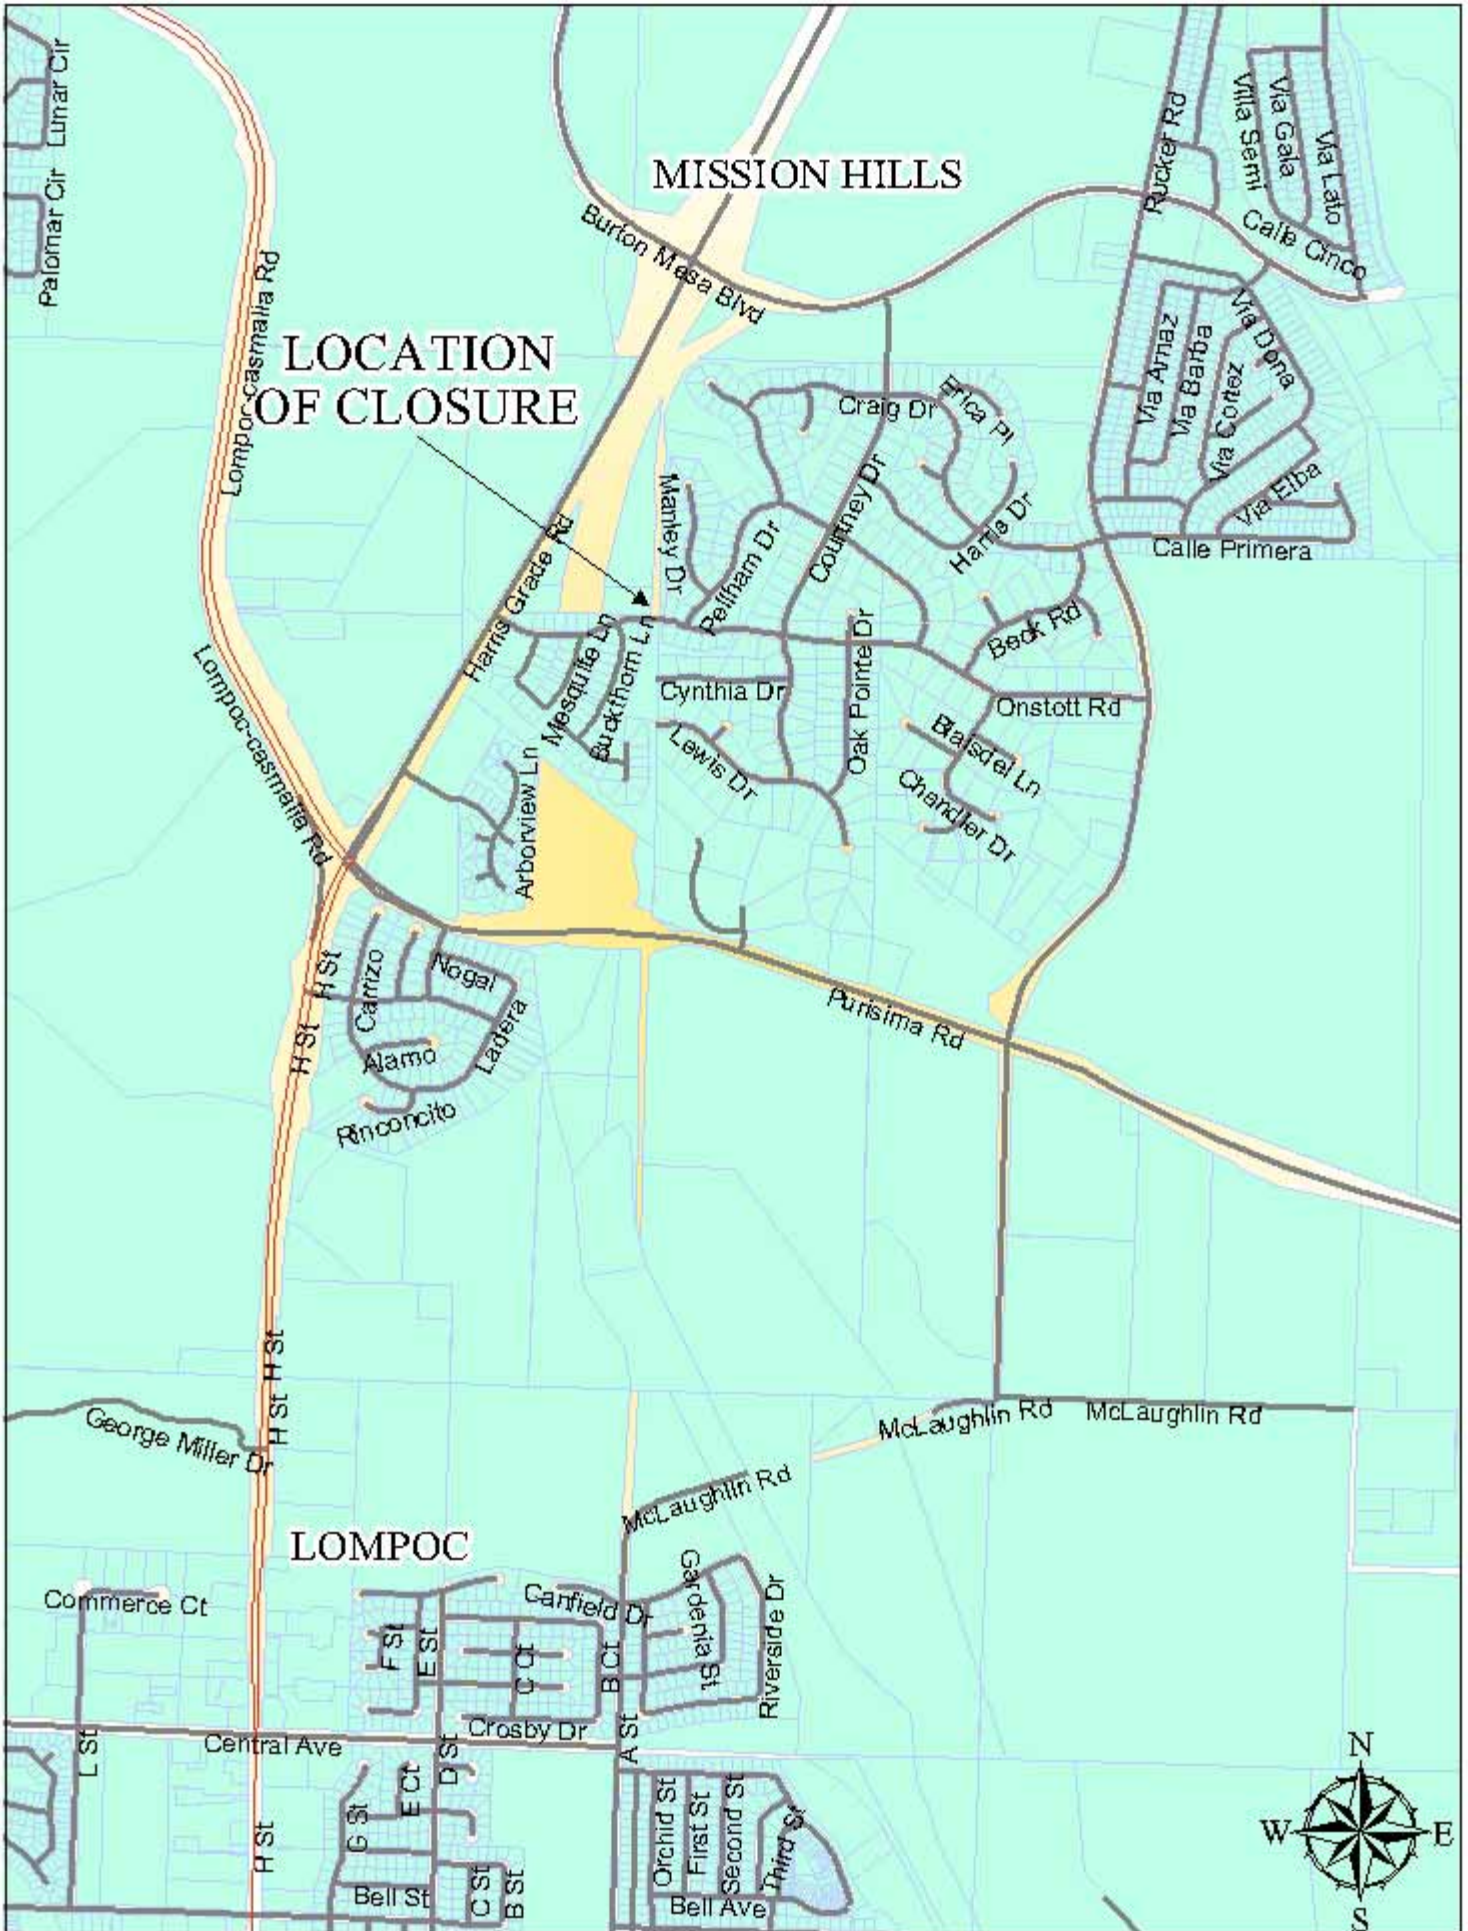 Lunar Cir
Palomar Cir
MISSION HILLS
Rucker Rd
Villa Semi
Via Gala
Via Lato
Calle Cinco
Burton Mesa Blvd
Lompoc-casmalia Rd
LOCATION
OF CLOSURE
Via Dona
Via Arnaz
Via Barba
Via Cortez
Via Elba
Calle Primera
Craig Dr
Erica Pl
Manley Dr
Pellham Dr
Courtney Dr
Harris Dr
Harris Grade Rd
Mesquite Ln
Buckthorn Ln
Cynthia Dr
Oak Pointe Dr
Beck Rd
Onstott Rd
Lompoc-casmalia Rd
Lompoc-casmalia Rd
Lewis Dr
Blaisdel Ln
Chandler Dr
Arborview Ln
H St
Carrizo
Nogal
Ladera
H St
Alamo
Rinconcito
Purisima Rd
H St
H St
George Miller Dr
McLaughlin Rd
McLaughlin Rd
McLaughlin Rd
LOMPOC
Commerce Ct
Canfield Dr
Gardenia St
Riverside Dr
F St
E St
C Ct
B Ct
Crosby Dr
Central Ave
L St
D St
A St
E Ct
G St
H St
Bell St
C St
B St
Orchid St
First St
Second St
Third St
Bell Ave
N
W
E
S